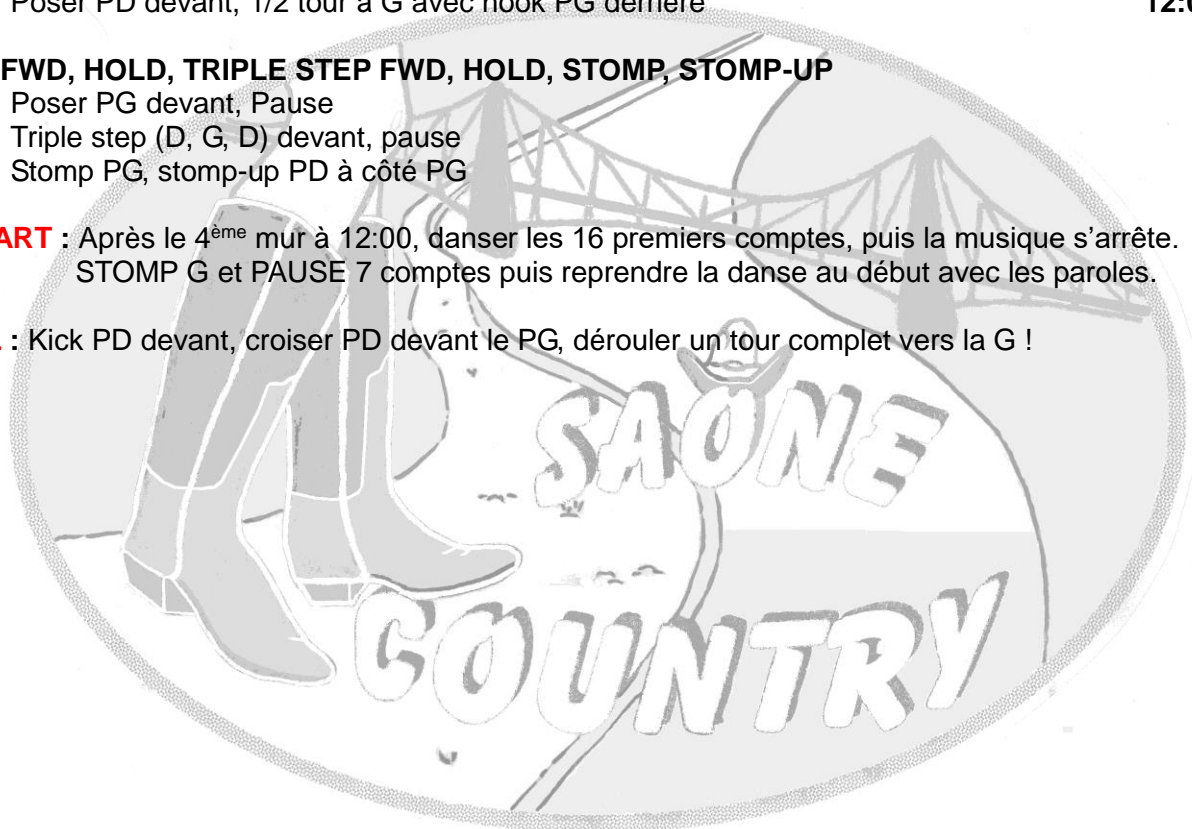 Poser PD devant, 1/2 tour à G avec hook PG derrière
FWD, HOLD, TRIPLE STEP FWD, HOLD, STOMP, STOMP-UP
Poser PG devant, Pause
Triple step (D, G, D) devant, pause
Stomp PG, stomp-up PD à côté PG
ART : Après le 4ème mur à 12:00, danser les 16 premiers comptes, puis la musique s’arrête.
STOMP G et PAUSE 7 comptes puis reprendre la danse au début avec les paroles.
: Kick PD devant, croiser PD devant le PG, dérouler un tour complet vers la G !
SAONE
COUNTRY